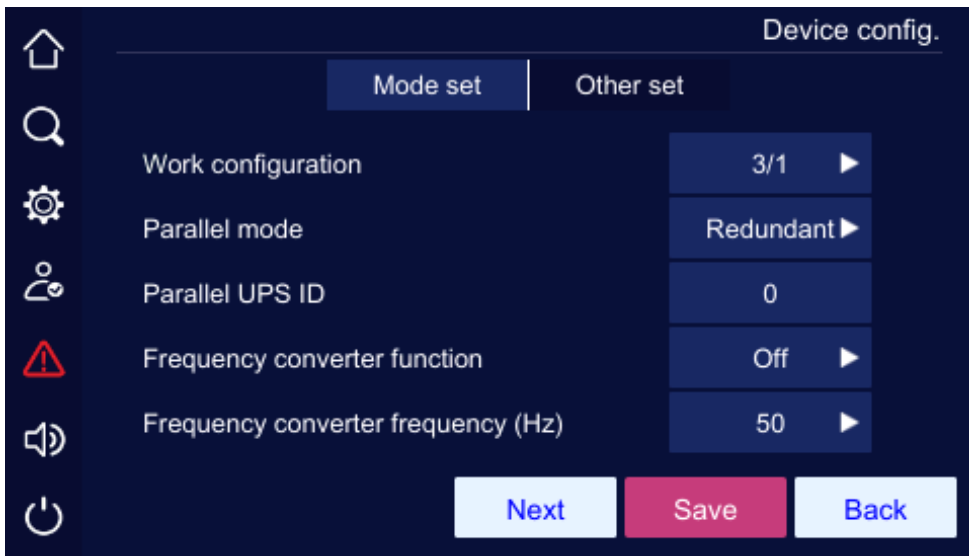 Device config.
Mode set Other set
Work configuration 3/1
Parallel mode Redundant
Parallel UPS ID 0
Frequency converter function Off
Frequency converter frequency (Hz) 50
Next Save Back